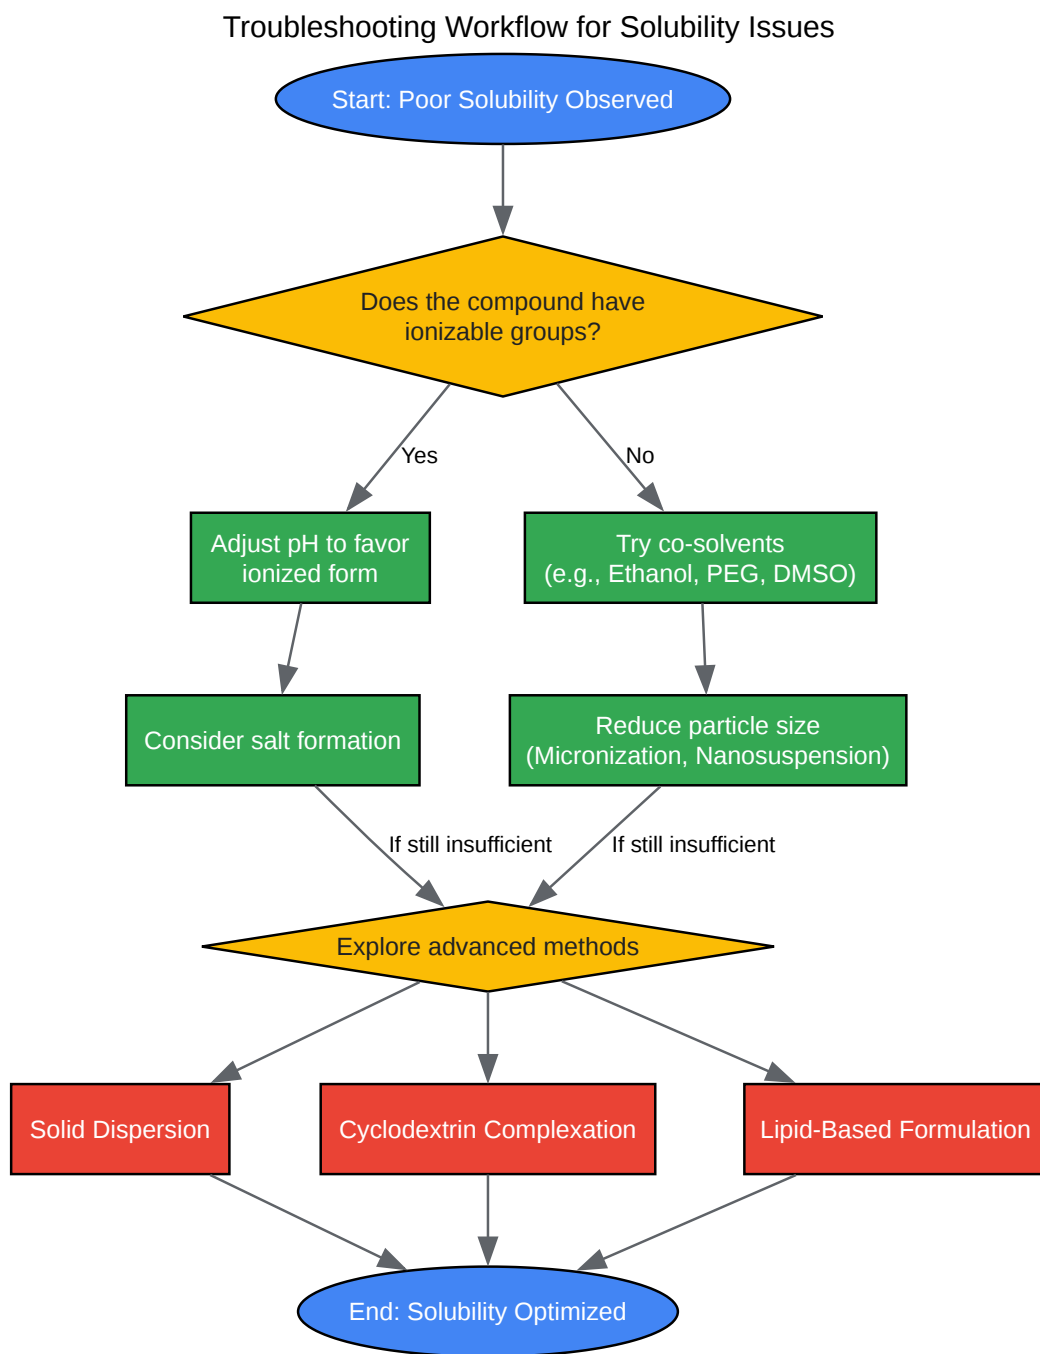 Troubleshooting Workflow for Solubility Issues
Start: Poor Solubility Observed
Does the compound have
ionizable groups?
Yes
No
Adjust pH to favor
ionized form
Try co-solvents
(e.g., Ethanol, PEG, DMSO)
Consider salt formation
Reduce particle size
(Micronization, Nanosuspension)
If still insufficient
If still insufficient
Explore advanced methods
Solid Dispersion
Cyclodextrin Complexation
Lipid-Based Formulation
End: Solubility Optimized